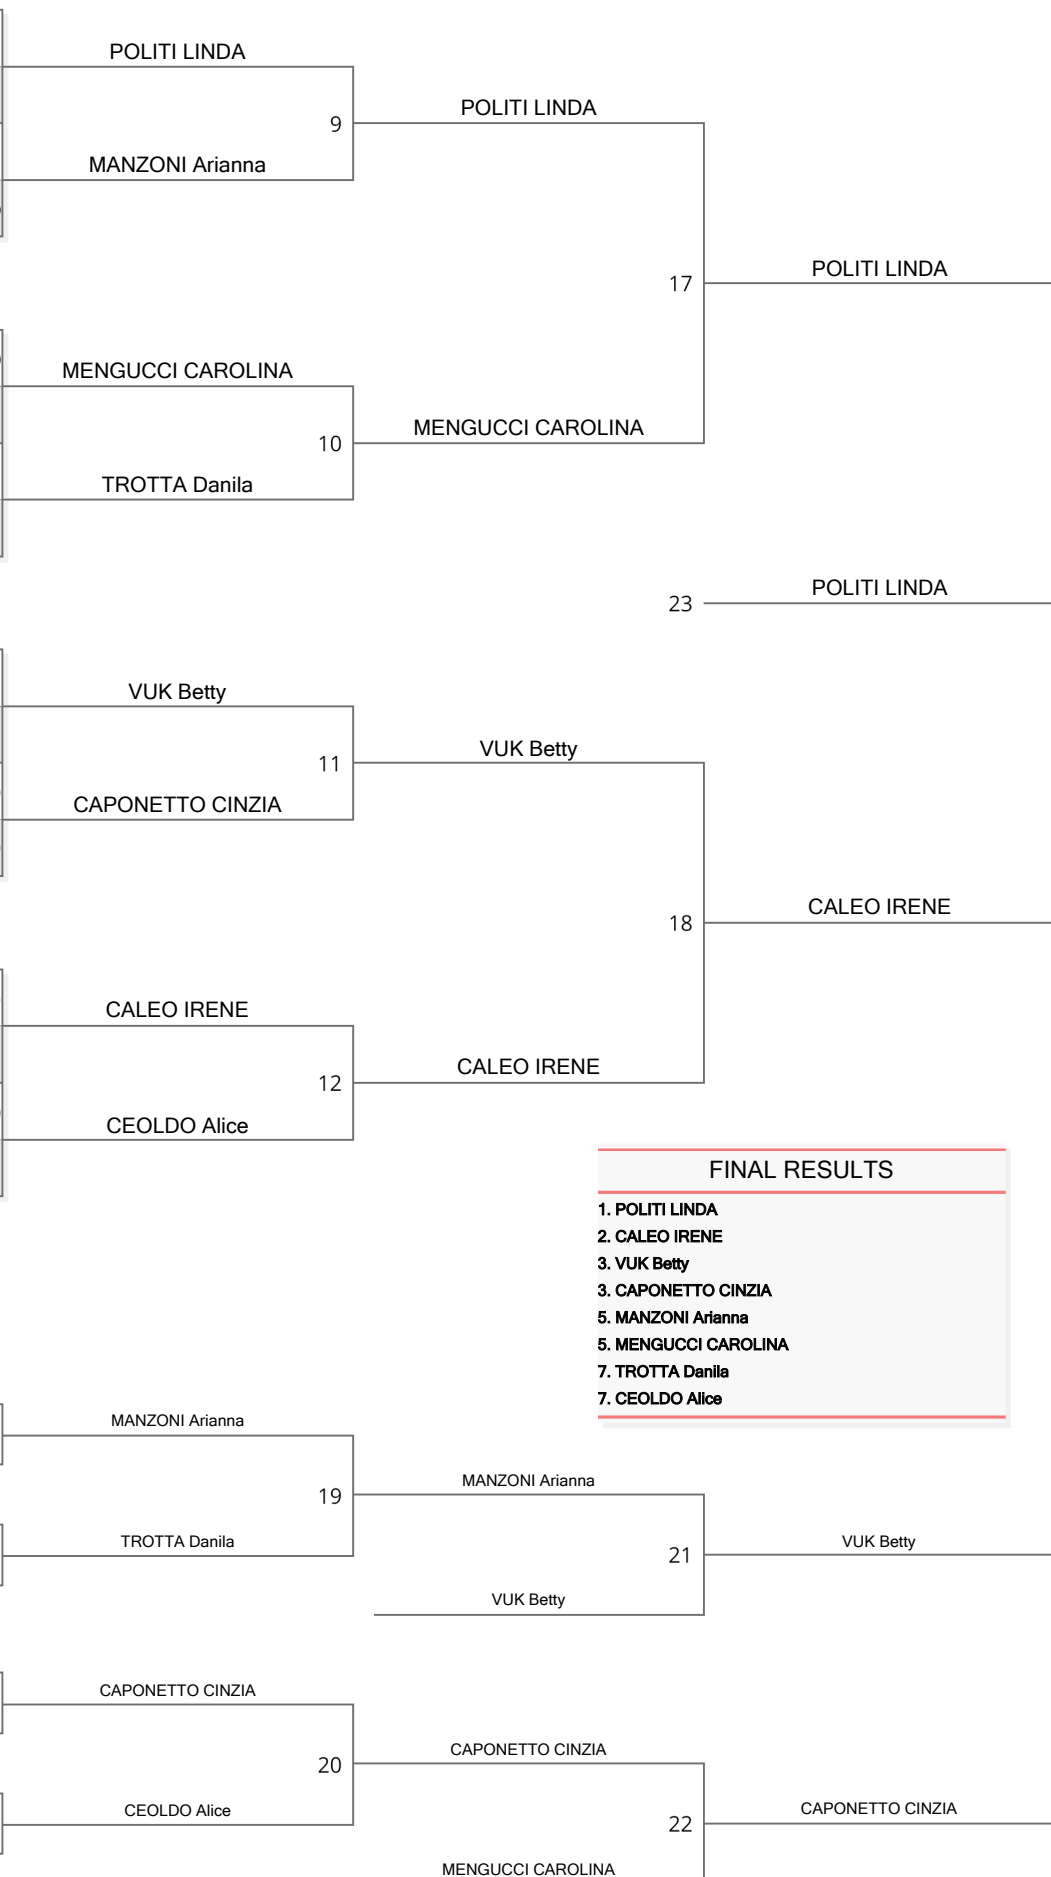 POLITI LINDA
POLITI LINDA
9
MANZONI Arianna
POLITI LINDA
17
MENGUCCI CAROLINA
MENGUCCI CAROLINA
10
TROTTA Danila
POLITI LINDA
23
VUK Betty
VUK Betty
11
CAPONETTO CINZIA
CALEO IRENE
18
CALEO IRENE
CALEO IRENE
12
CEOLDO Alice
FINAL RESULTS
1. POLITI LINDA
2. CALEO IRENE
3. VUK Betty
3. CAPONETTO CINZIA
5. MANZONI Arianna
5. MENGUCCI CAROLINA
7. TROTTA Danila
7. CEOLDO Alice
MANZONI Arianna
MANZONI Arianna
19
TROTTA Danila
VUK Betty
21
VUK Betty
CAPONETTO CINZIA
CAPONETTO CINZIA
20
CEOLDO Alice
CAPONETTO CINZIA
22
MENGUCCI CAROLINA